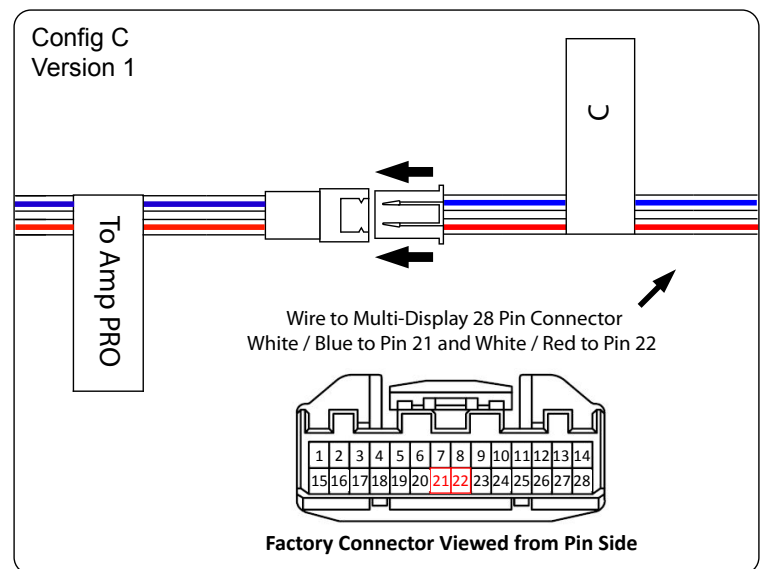 Config C
Version 1
C
To Amp PRO
Wire to Multi-Display 28 Pin Connector
White / Blue to Pin 21 and White / Red to Pin 22
1 2 3 4 5 6 7 8 9 10 11 12 13 14
15 16 17 18 19 20 21 22 23 24 25 26 27 28
Factory Connector Viewed from Pin Side